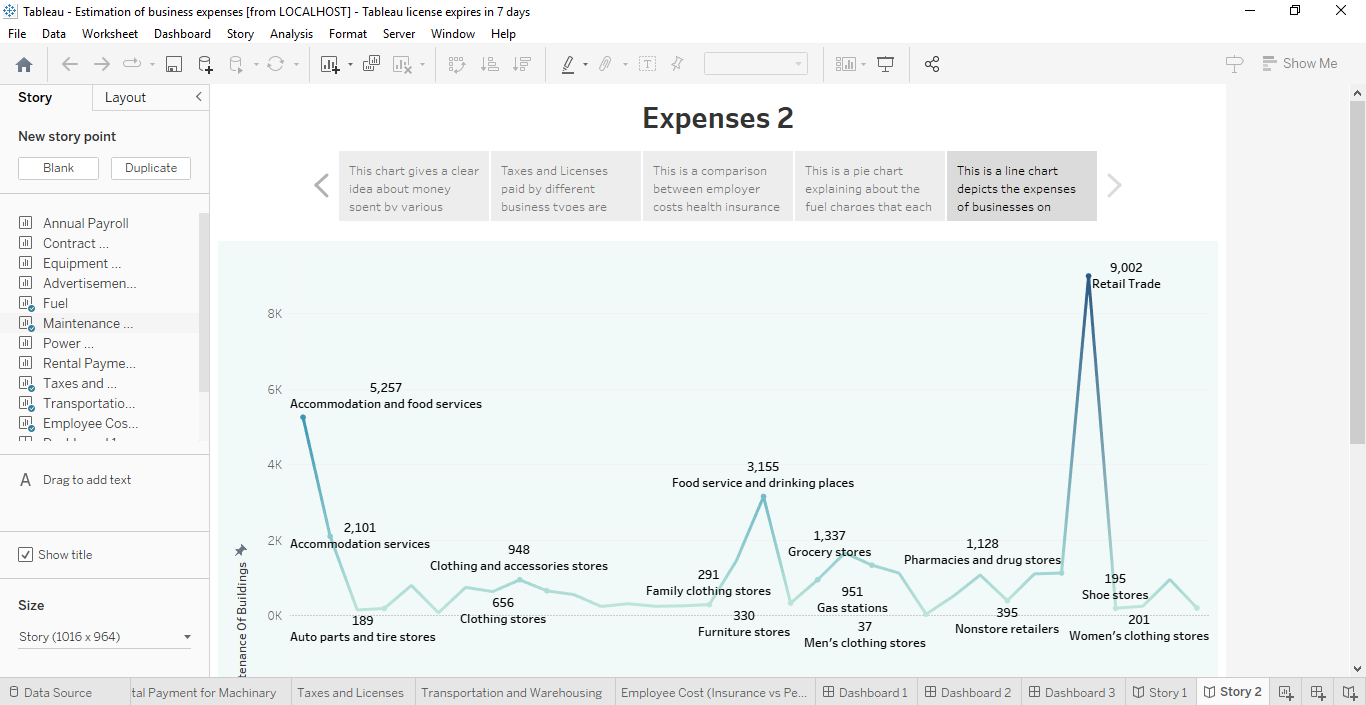 Tableau - Estimation of business expenses [from LOCALHOST] - Tableau license expires in 7 days
File Data Worksheet Dashboard Story Analysis Format Server Window Help
Show Me
Story Layout
New story point
Blank Duplicate
Annual Payroll
Contract ...
Equipment ...
Advertisemen...
Fuel
Maintenance ...
Power ...
Rental Payme...
Taxes and ...
Transportatio...
Employee Cos...
Dashboard 1
A Drag to add text
Show title
Size
Story (1016 x 964)
Expenses 2
This chart gives a clear
idea about money
spent by various
Taxes and Licenses
paid by different
business types are
This is a comparison
between employer
costs health insurance
This is a pie chart
explaining about the
fuel charges that each
This is a line chart
depicts the expenses
of businesses on
8K
6K
4K
2K
0K
tenance Of Buildings
9,002
Retail Trade
5,257
Accommodation and food services
3,155
Food service and drinking places
2,101
Accommodation services
948
Clothing and accessories stores
1,337
Grocery stores
1,128
Pharmacies and drug stores
291
Family clothing stores
195
Shoe stores
656
Clothing stores
951
Gas stations
189
Auto parts and tire stores
330
Furniture stores
37
Men's clothing stores
395
Nonstore retailers
201
Women's clothing stores
Data Source
tal Payment for Machinary
Taxes and Licenses
Transportation and Warehousing
Employee Cost (Insurance vs Pe...
Dashboard 1
Dashboard 2
Dashboard 3
Story 1
Story 2